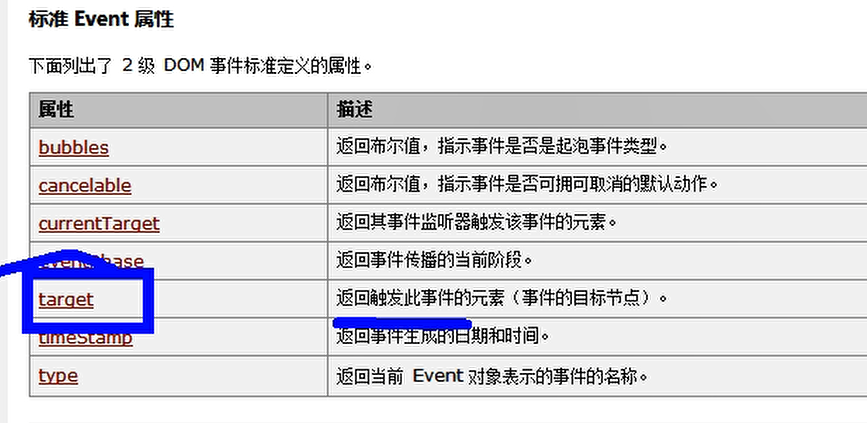 标准 Event 属性
下面列出了 2 级 DOM 事件标准定义的属性。
属性 描述
bubbles 返回布尔值，指示事件是否是起泡事件类型。
cancelable 返回布尔值，指示事件是否可拥可取消的默认动作。
currentTarget 返回其事件监听器触发该事件的元素。
返回事件传播的当前阶段。
target 返回触发此事件的元素（事件的目标节点）。
timeStamp 返回事件生成的日期和时间。
type 返回当前 Event 对象表示的事件的名称。